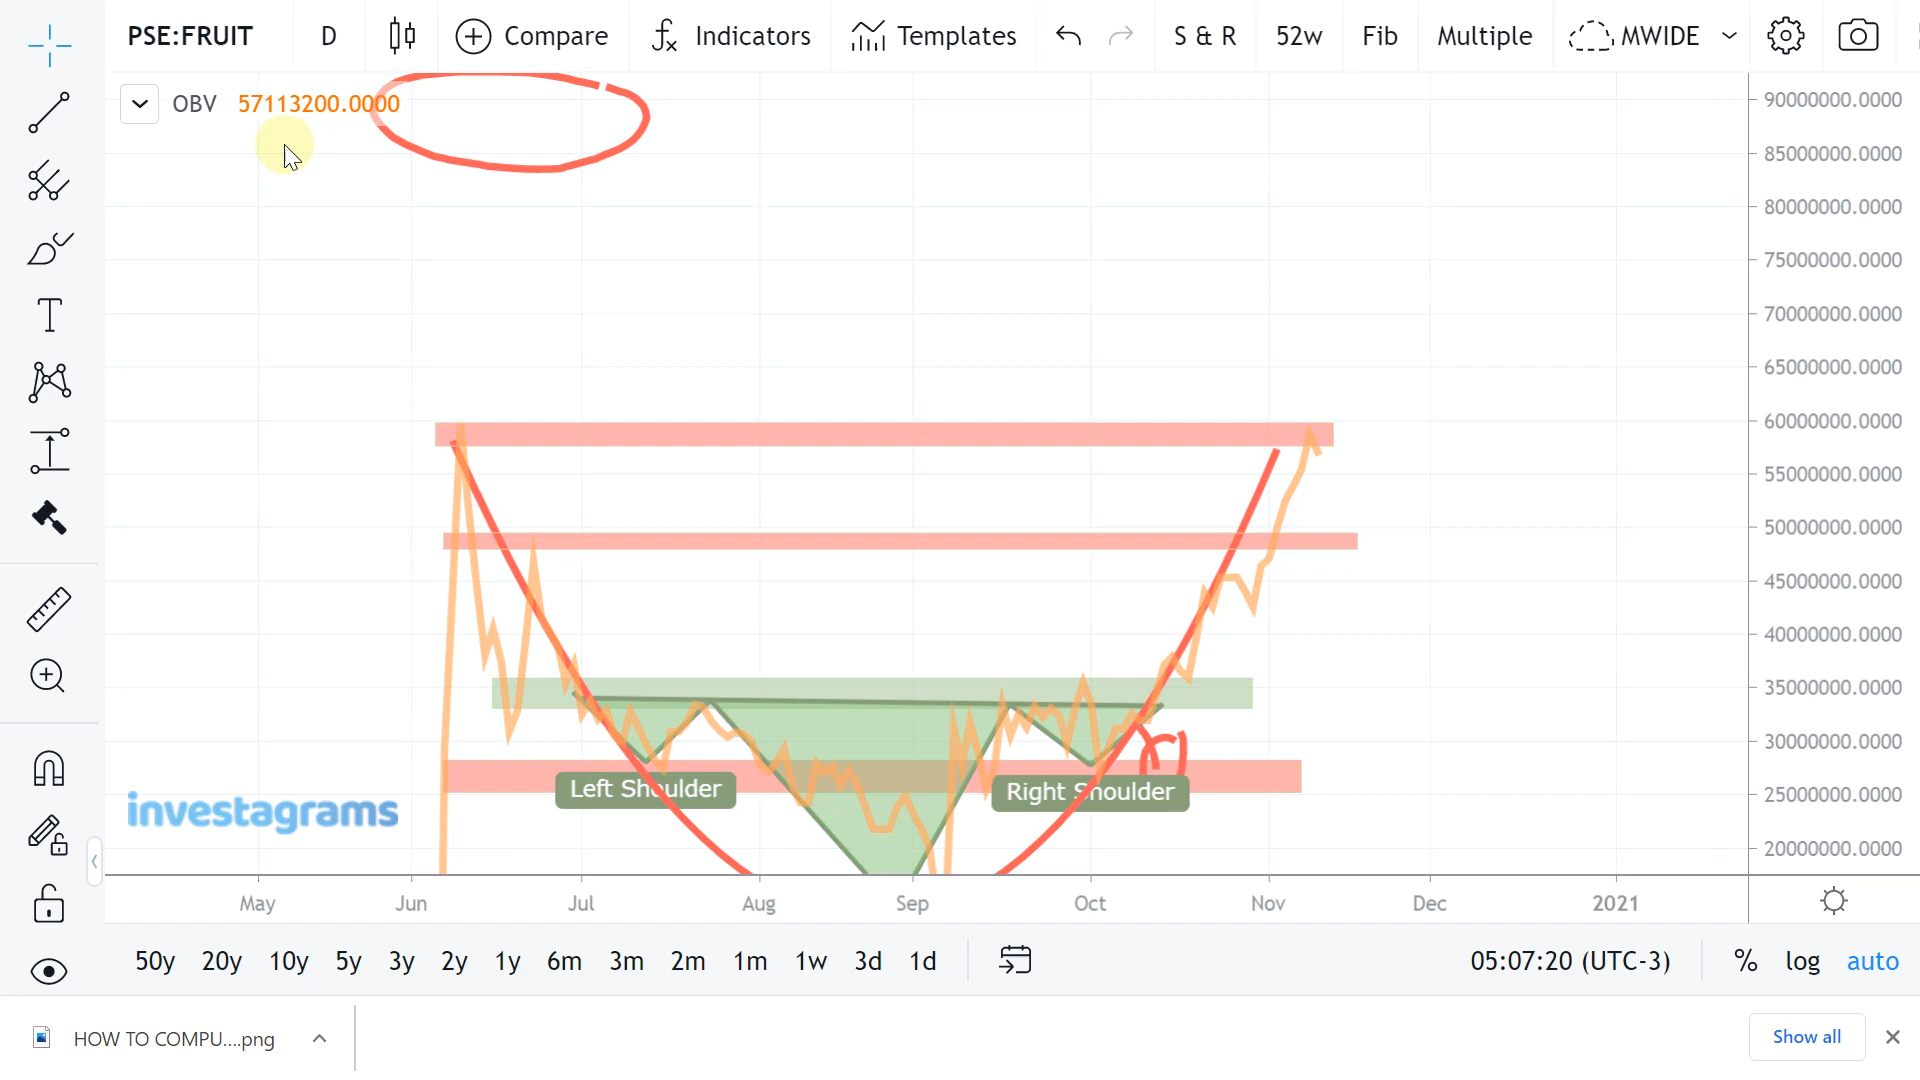 PSE:FRUIT D Compare Indicators Templates S & R 52w Fib Multiple MWIDE
OBV 57113200.0000
90000000.0000
85000000.0000
80000000.0000
75000000.0000
70000000.0000
65000000.0000
60000000.0000
55000000.0000
50000000.0000
45000000.0000
40000000.0000
35000000.0000
30000000.0000
25000000.0000
20000000.0000
Left Shoulder
Right Shoulder
investagrams
May Jun Jul Aug Sep Oct Nov Dec 2021
50y 20y 10y 5y 3y 2y 1y 6m 3m 2m 1m 1w 3d 1d 05:07:20 (UTC-3) % log auto
HOW TO COMPU....png Show all